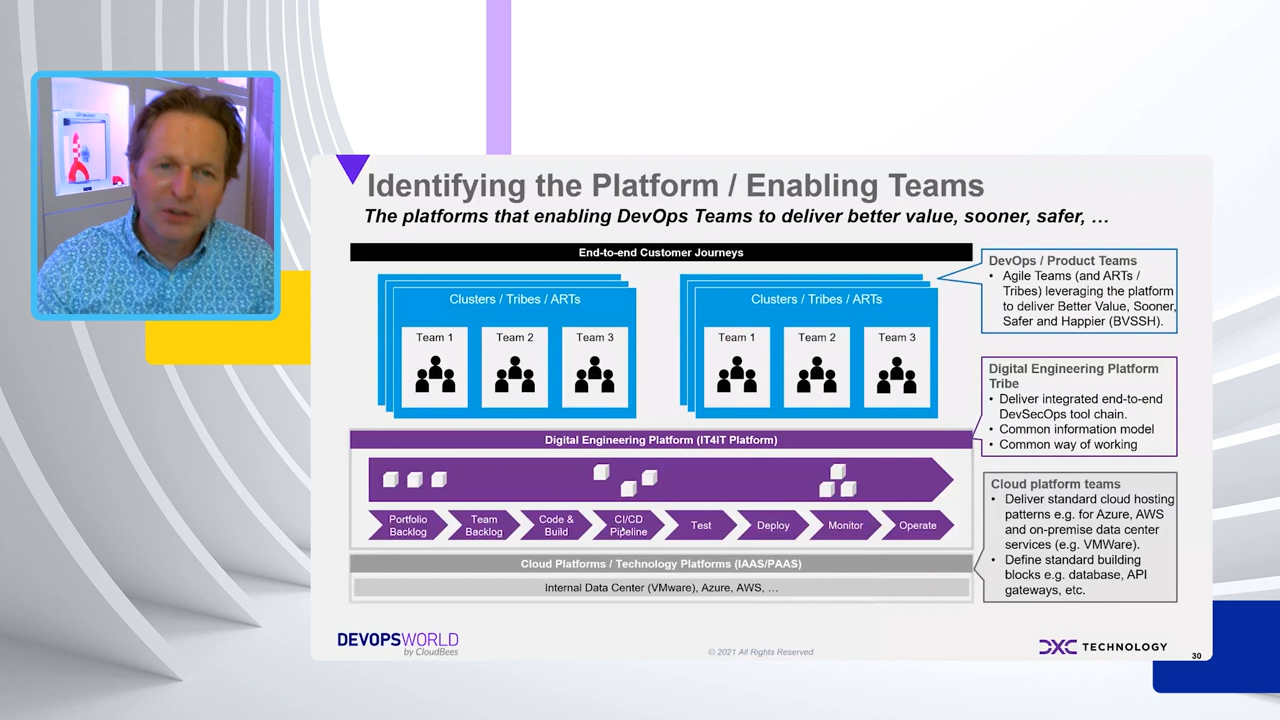 Identifying the Platform / Enabling Teams
The platforms that enabling DevOps Teams to deliver better value, sooner, safer, …
End-to-end Customer Journeys
Clusters / Tribes / ARTs
Team 1
Team 2
Team 3
Clusters / Tribes / ARTs
Team 1
Team 2
Team 3
DevOps / Product Teams
• Agile Teams (and ARTs /
Tribes) leveraging the platform
to deliver Better Value, Sooner,
Safer and Happier (BVSSH).
Digital Engineering Platform
Tribe
• Deliver integrated end-to-end
DevSecOps tool chain.
• Common information model
• Common way of working
Digital Engineering Platform (IT4IT Platform)
Portfolio
Backlog
Team
Backlog
Code &
Build
CI/CD
Pipeline
Test
Deploy
Monitor
Operate
Cloud platform teams
• Deliver standard cloud hosting
patterns e.g. for Azure, AWS
and on-premise data center
services (e.g. VMWare).
• Define standard building
blocks e.g. database, API
gateways, etc.
Cloud Platforms / Technology Platforms (IAAS/PAAS)
Internal Data Center (VMware), Azure, AWS, …
DEVOPSWORLD
by CloudBees
© 2021 All Rights Reserved.
DXC TECHNOLOGY
30